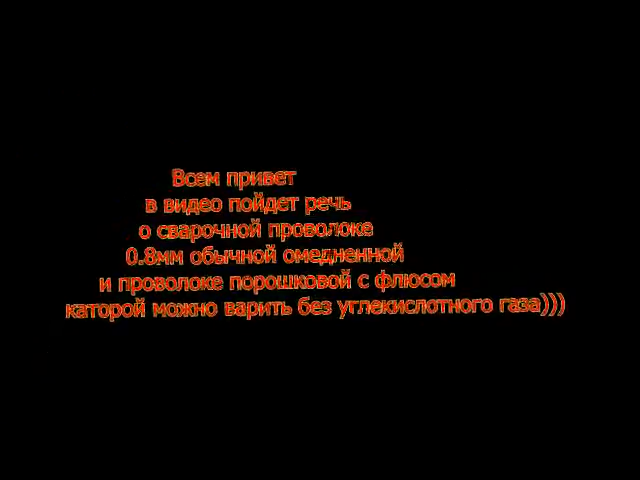 Всем привет
в видео пойдет речь
о сварочной проволоке
0.8мм обычной омедненной
и проволоке порошковой с флюсом
каторой можно варить без углекислотного газа)))